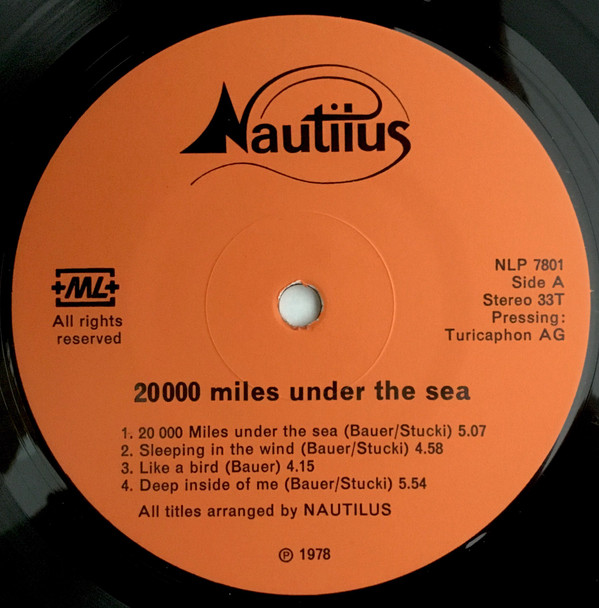 Nautilus
+ML+
All rights
reserved
NLP 7801
Side A
Stereo 33T
Pressing:
Turicaphon AG
20000 miles under the sea
1. 20 000 Miles under the sea (Bauer/Stucki) 5.07
2. Sleeping in the wind (Bauer/Stucki) 4.58
3. Like a bird (Bauer) 4.15
4. Deep inside of me (Bauer/Stucki) 5.54
All titles arranged by NAUTILUS
℗ 1978